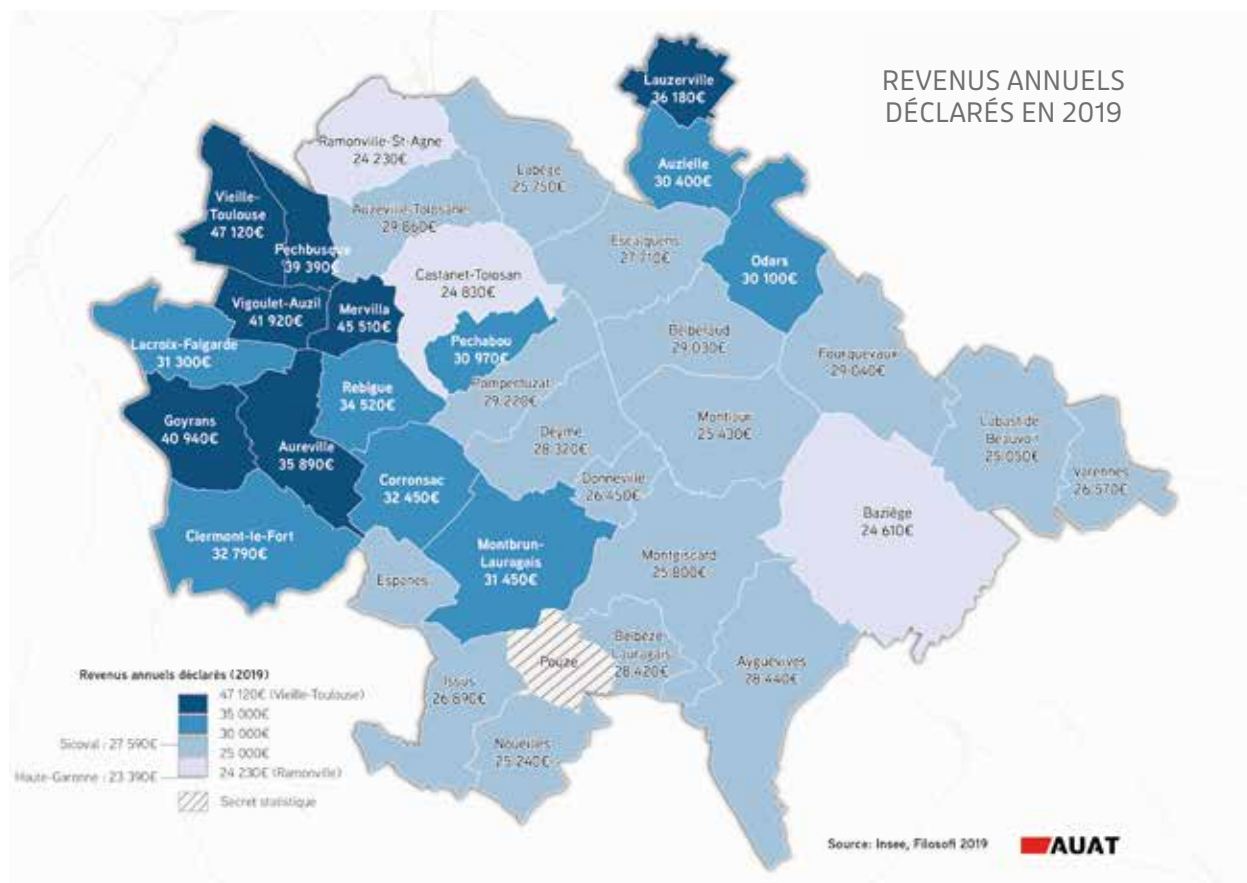 REVENUS ANNUELS
DÉCLARÉS EN 2019
Lauzerville
36 180€
Ramonville-St-Agne
24 230€
Auzielle
30 400€
Labège
25 750€
Vieille-
Toulouse
47 120€
Auzeville-Tolosane
29 860€
Pechbusque
39 390€
Escalquens
27 710€
Odars
30 100€
Castanet-Tolosan
24 830€
Vigoulet-Auzil
41 920€
Mervilla
45 510€
Belberaud
29 030€
Pechabou
30 970€
Lacroix-Falgarde
31 300€
Fourquevaux
29 040€
Rebigue
34 520€
Pompertuzat
29 220€
Goyrans
40 940€
Montlaur
25 430€
Labastide
Beauvoir
25 050€
Aureville
35 890€
Deyme
28 320€
Varennes
26 570€
Donneville
26 450€
Corronsac
32 450€
Baziège
24 610€
Clermont-le-Fort
32 790€
Montbrun-
Lauragais
31 450€
Montgiscard
25 800€
Espanès
Pouze
Belbèze-
Lauragais
28 420€
Ayguevives
28 440€
Issus
26 890€
Noueilles
25 240€
Revenus annuels déclarés (2019)
47 120€ (Vieille-Toulouse)
35 000€
30 000€
Sicoval : 27 590€
25 000€
Haute-Garonne : 23 390€
24 230€ (Ramonville)
Secret statistique
Source: Insee, Filosofi 2019
AUAT